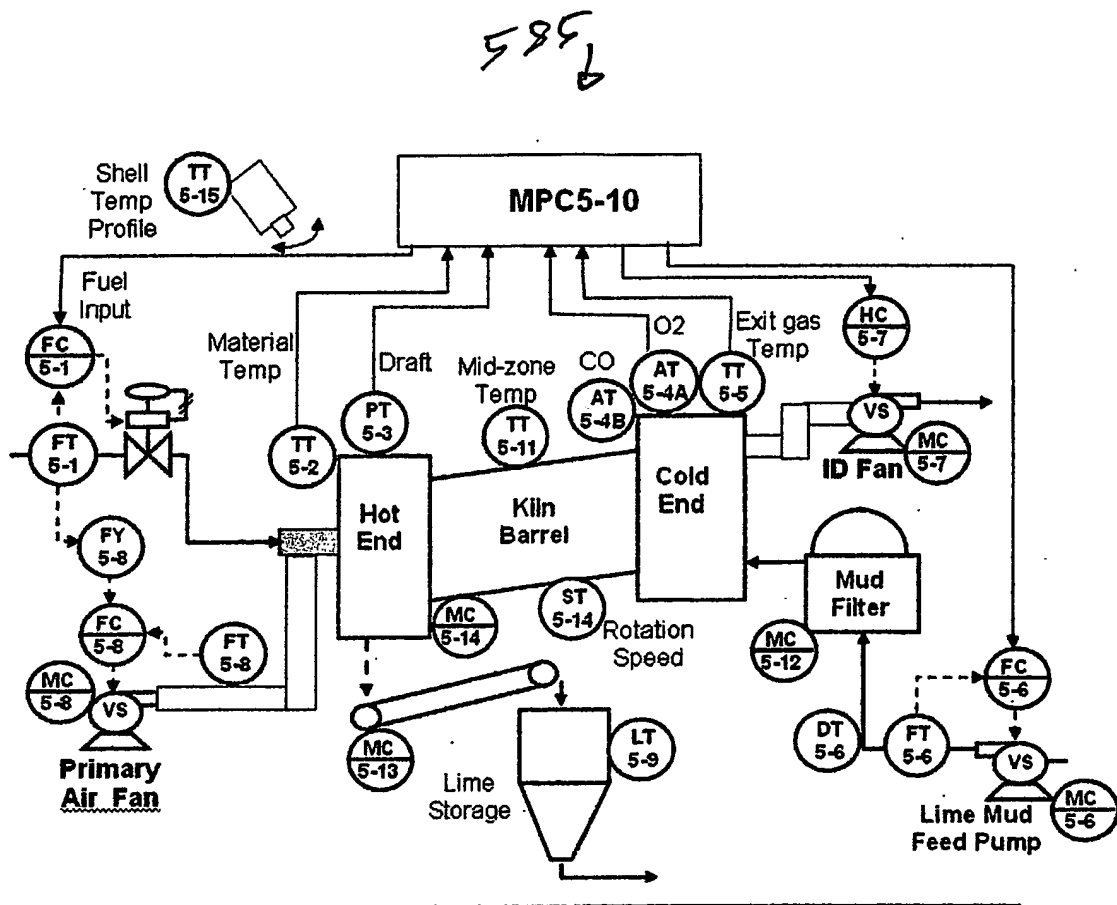 585
Shell
Temp
Profile
TT
5-15
MPC5-10
Fuel
Input
FC
5-1
FT
5-1
Material
Temp
TT
5-2
Draft
PT
5-3
Mid-zone
Temp
TT
5-11
CO
AT
5-4B
O2
AT
5-4A
Exit gas
Temp
TT
5-5
HC
5-7
VS
MC
5-7
ID Fan
Hot
End
Kiln
Barrel
Cold
End
FY
5-8
FC
5-8
FT
5-8
MC
5-8
VS
Primary
Air Fan
MC
5-14
ST
5-14
Rotation
Speed
MC
5-13
Lime
Storage
LT
5-9
Mud
Filter
MC
5-12
DT
5-6
FT
5-6
FC
5-6
VS
MC
5-6
Lime Mud
Feed Pump